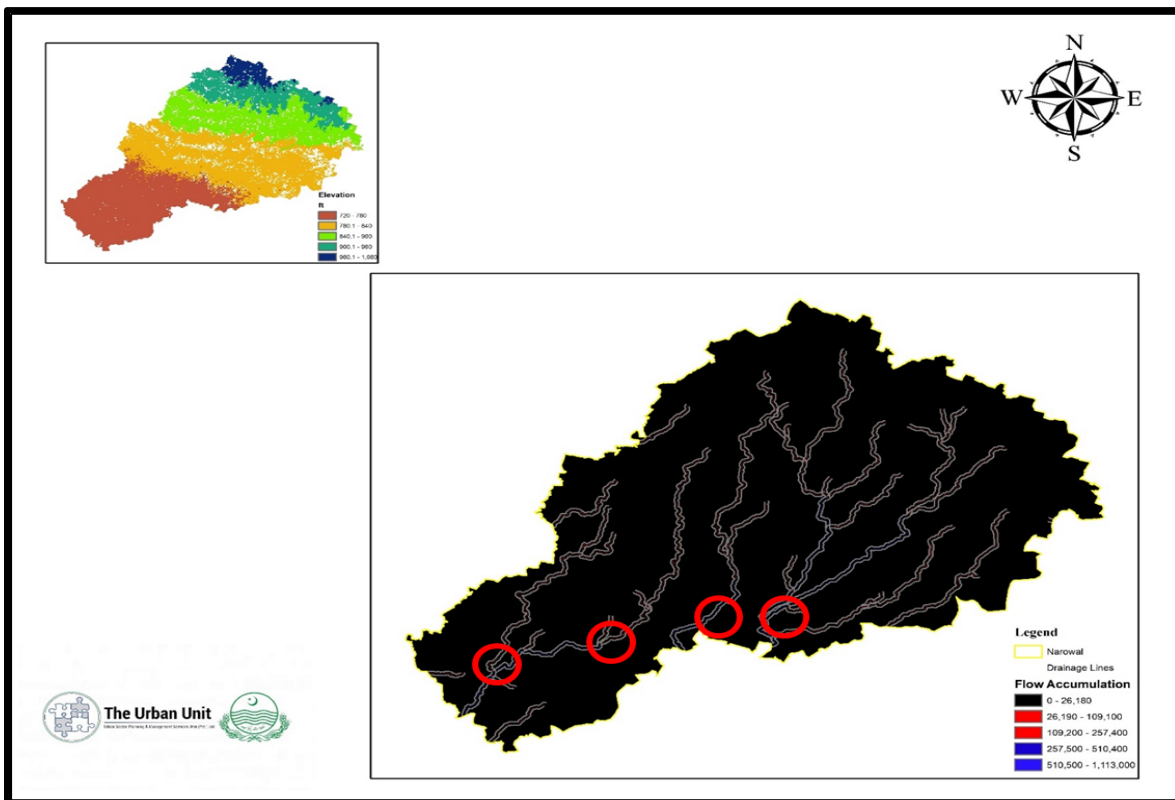 N
W E
S
Elevation
ft
720 - 780
780.1 - 840
840.1 - 900
900.1 - 960
960.1 - 1,080
Legend
Narowal
Drainage Lines
Flow Accumulation
0 - 26,180
26,190 - 109,100
109,200 - 257,400
257,500 - 510,400
510,500 - 1,113,000
The Urban Unit